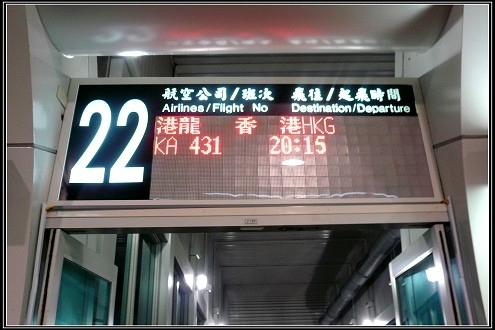 22
航空公司/班次 飛往/起飛時間
Airlines/Flight No Destination/Departure
港龍 香 港HKG
KA 431 20:15